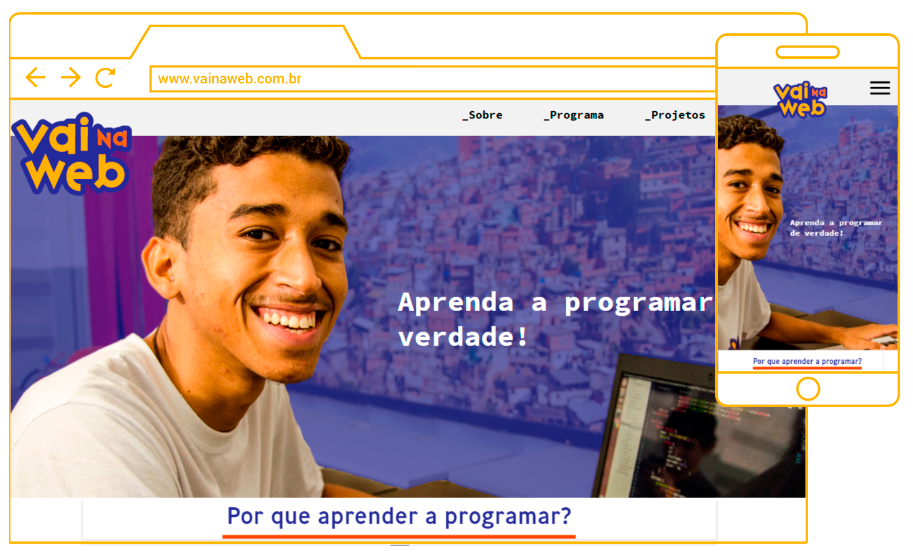 www.vainaweb.com.br
vai na
web
_Sobre _Programa _Projetos
Aprenda a programar
verdade!
Por que aprender a programar?
vai na
web
Aprenda a programar
de verdade!
Por que aprender a programar?